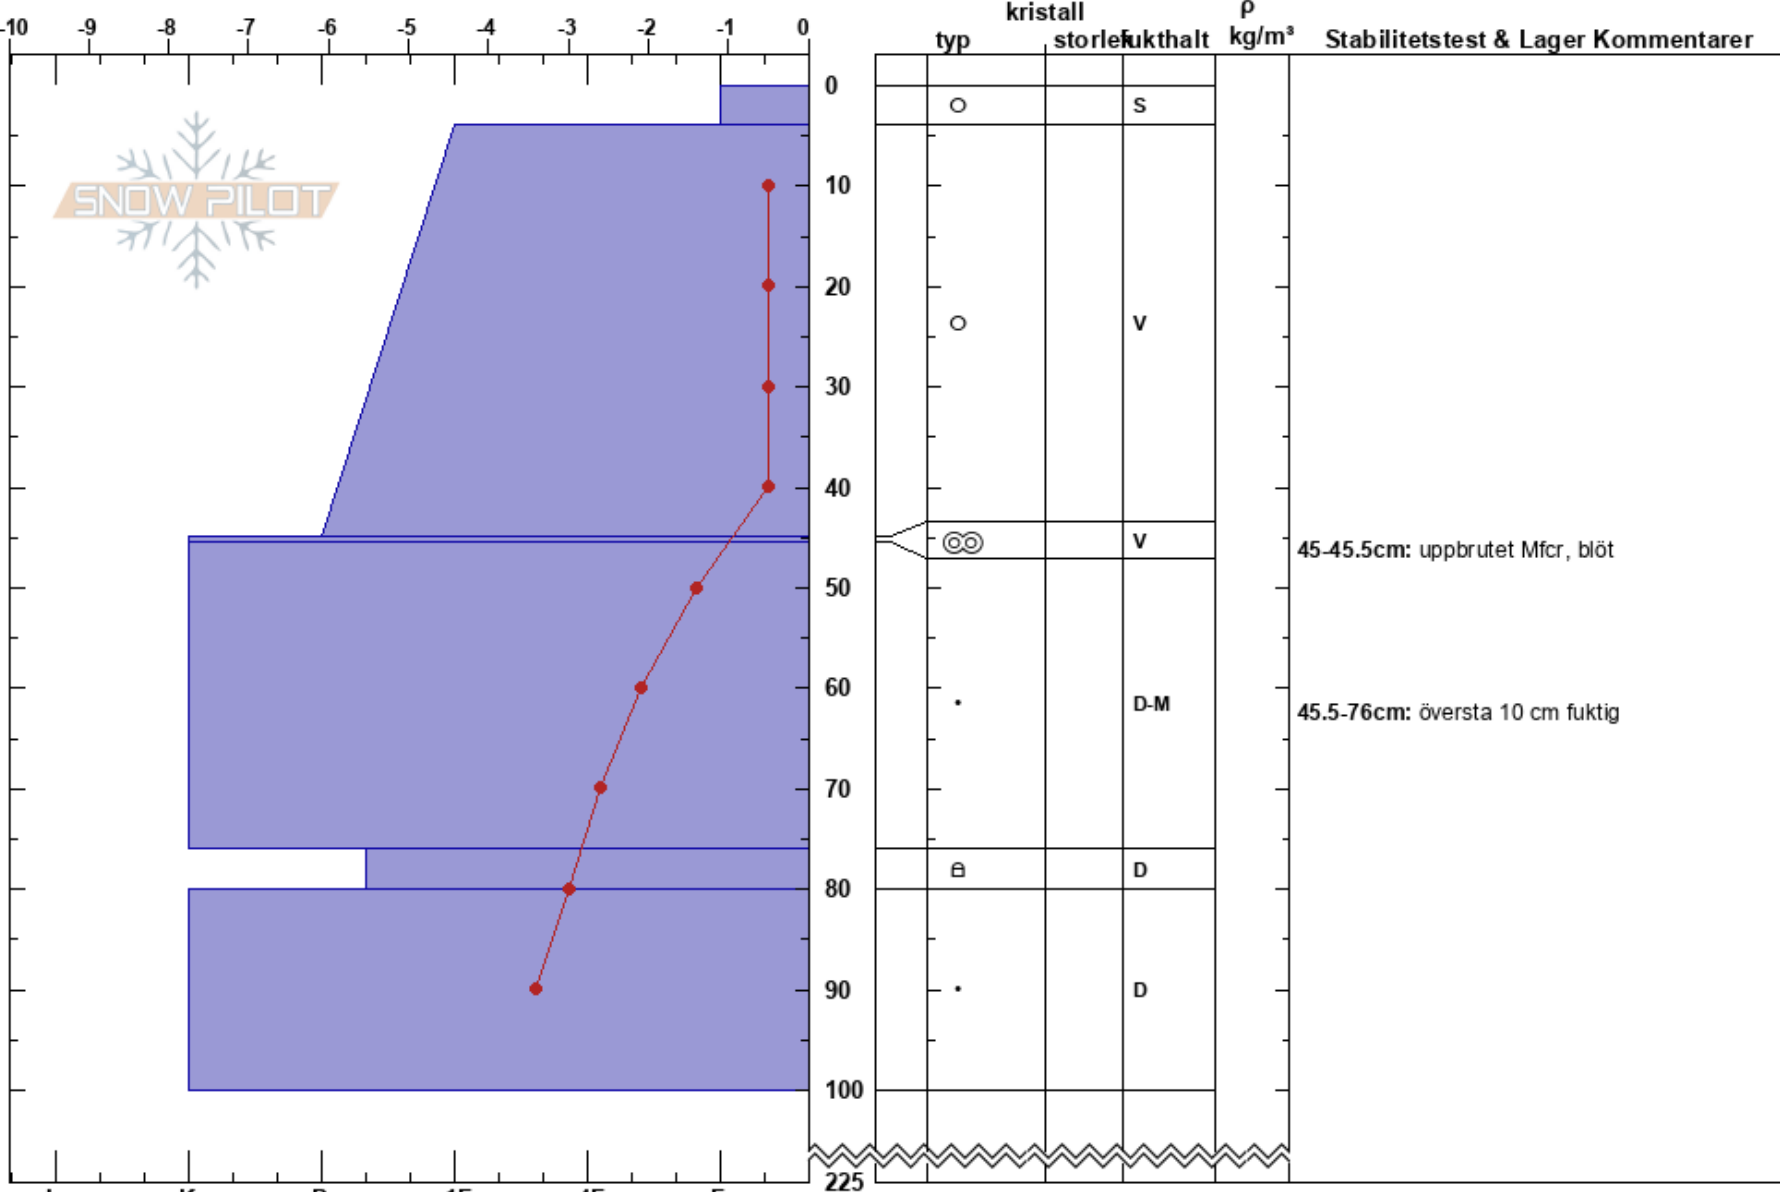 kristall ρ
-10 -9 -8 -7 -6 -5 -4 -3 -2 -1 0 typ fukthalt kg/m³ Stabilitetstest & Lager Kommentarer
0
S
SNOW PILOT
10
20
V
30
40
V
45-45.5cm: uppbrutet Mfcr, blöt
50
60
D-M
45.5-76cm: översta 10 cm fuktig
70
D
80
90 D
100
225